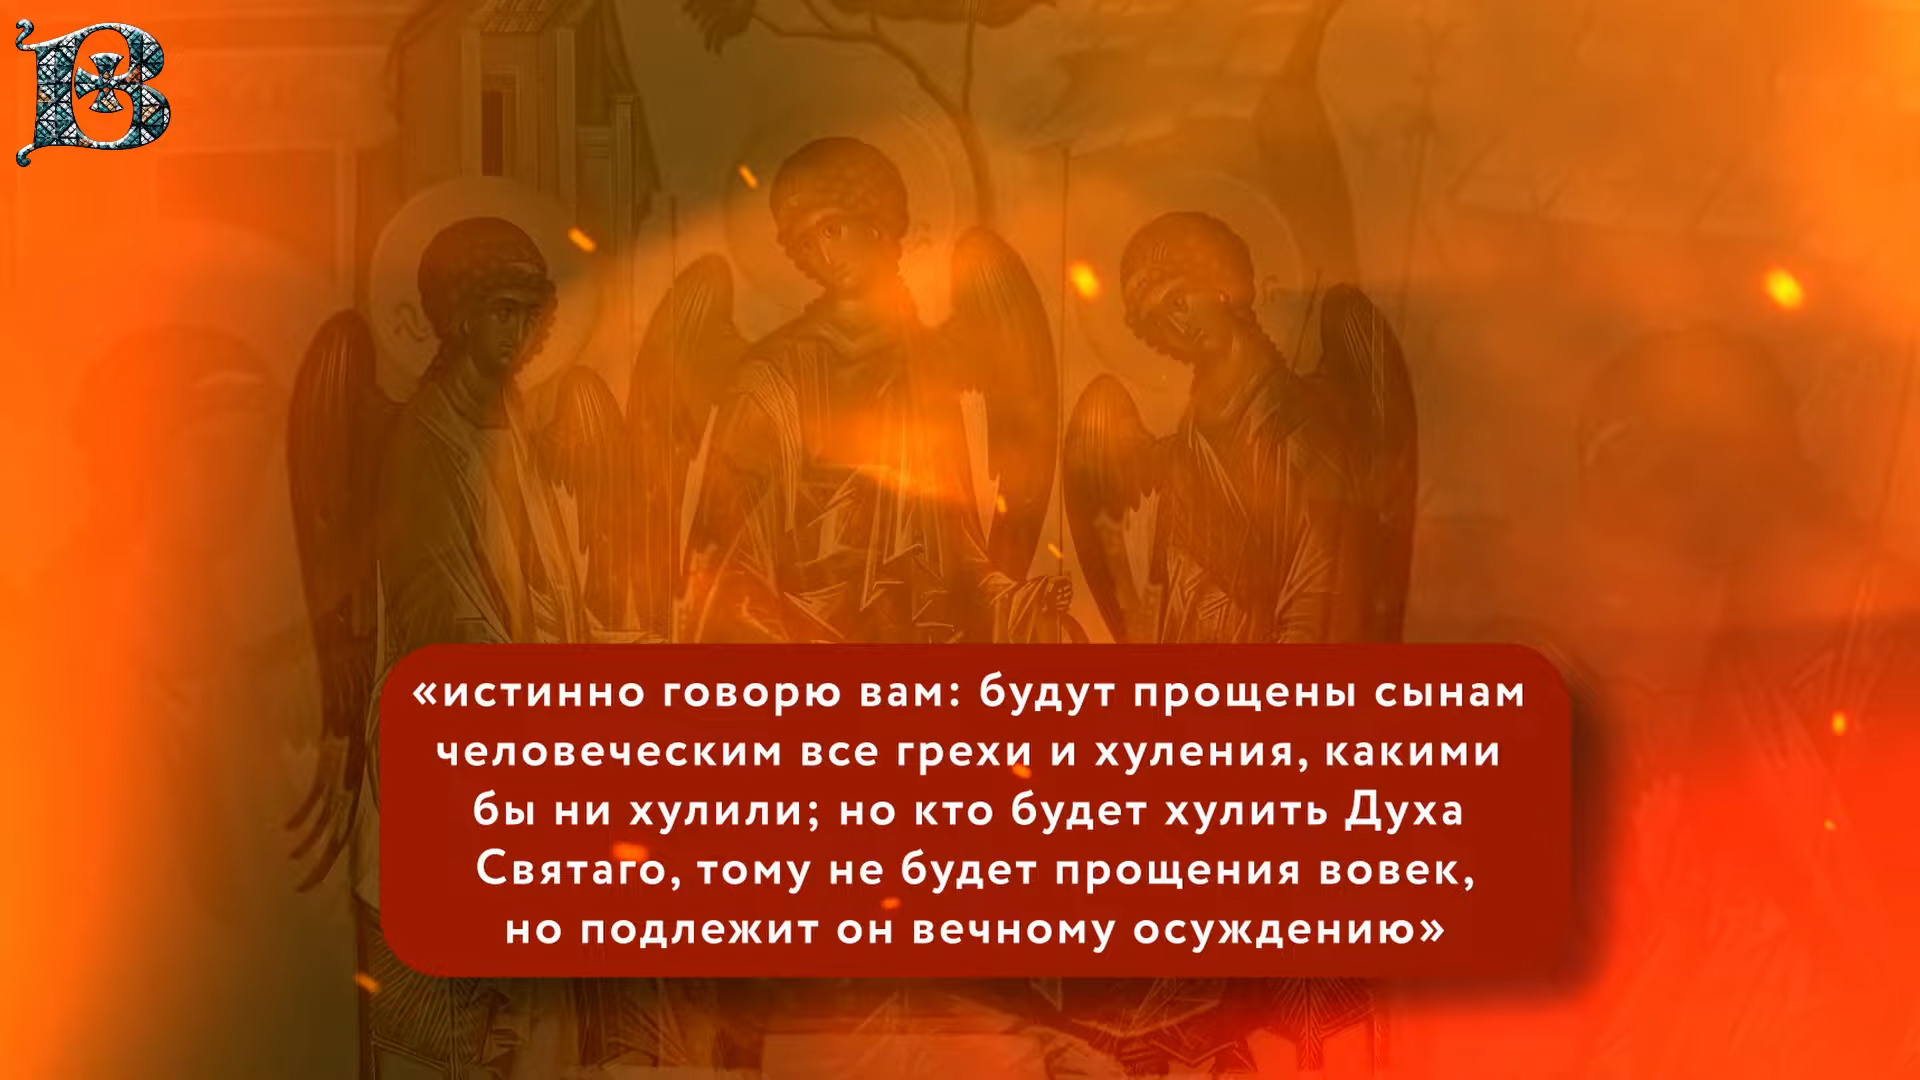 В
«истинно говорю вам: будут прощены сынам
человеческим все грехи и хуления, какими
бы ни хулили; но кто будет хулить Духа
Святаго, тому не будет прощения вовек,
но подлежит он вечному осуждению»